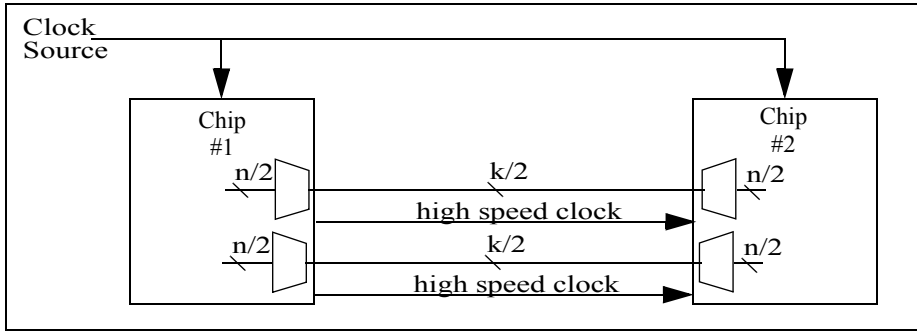 Clock
Source
Chip
#1
Chip
#2
n/2
k/2
n/2
high speed clock
n/2
k/2
n/2
high speed clock